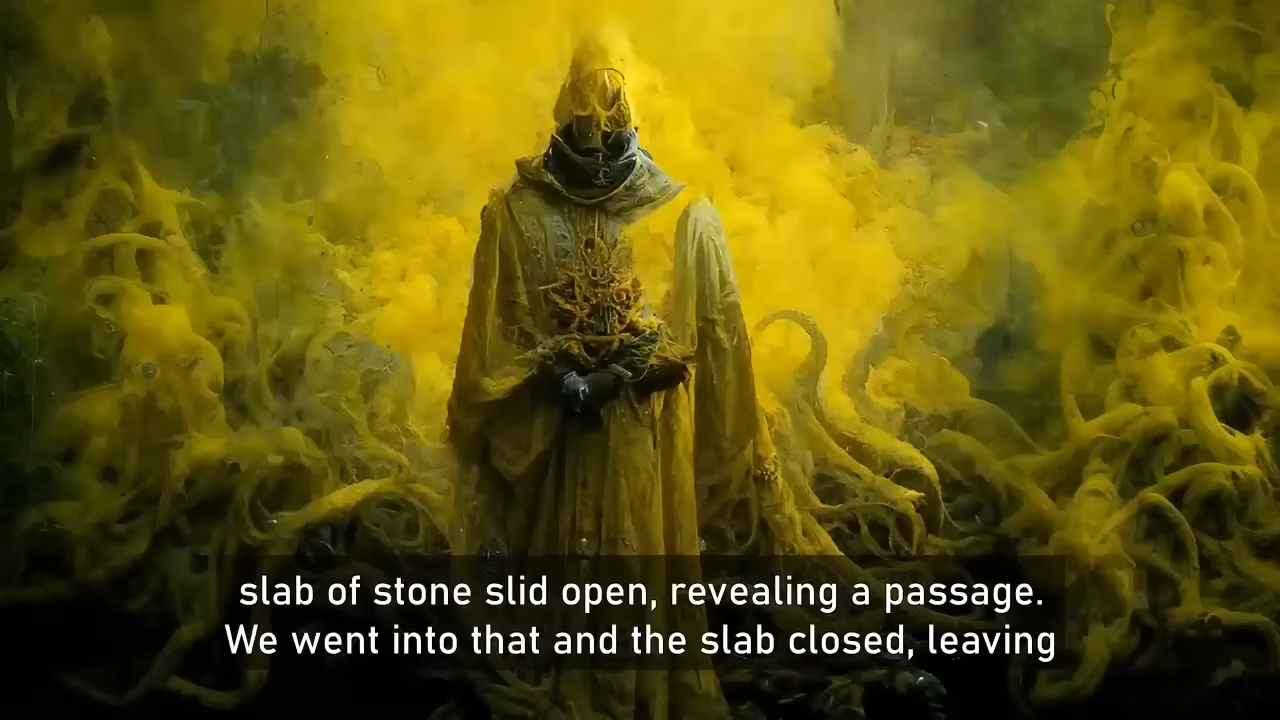 slab of stone slid open, revealing a passage.
We went into that and the slab closed, leaving